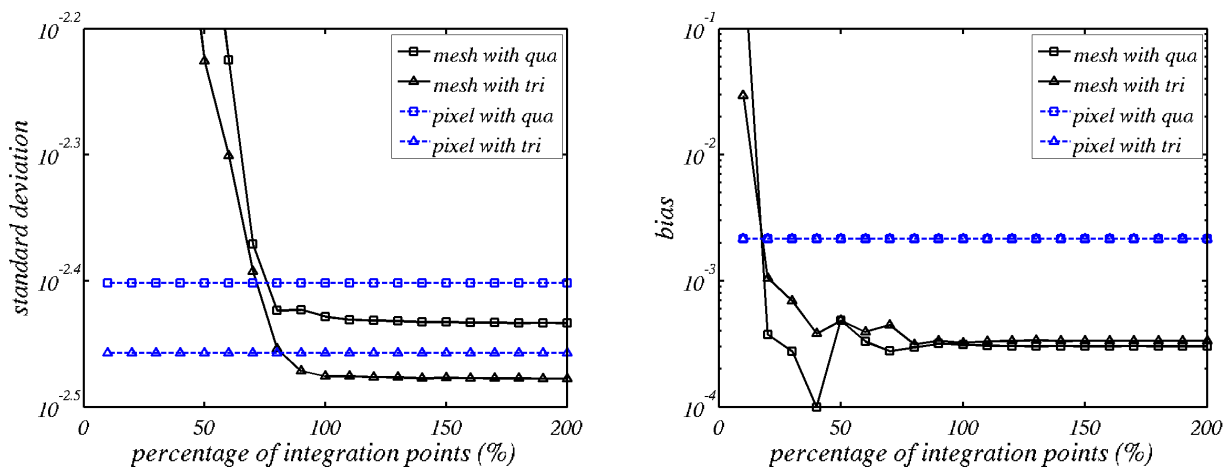 10^-2.2
10^-2.3
10^-2.4
10^-2.5
standard deviation
mesh with qua
mesh with tri
pixel with qua
pixel with tri
0 50 100 150 200
percentage of integration points (%)
10^-1
10^-2
10^-3
10^-4
bias
mesh with qua
mesh with tri
pixel with qua
pixel with tri
0 50 100 150 200
percentage of integration points (%)